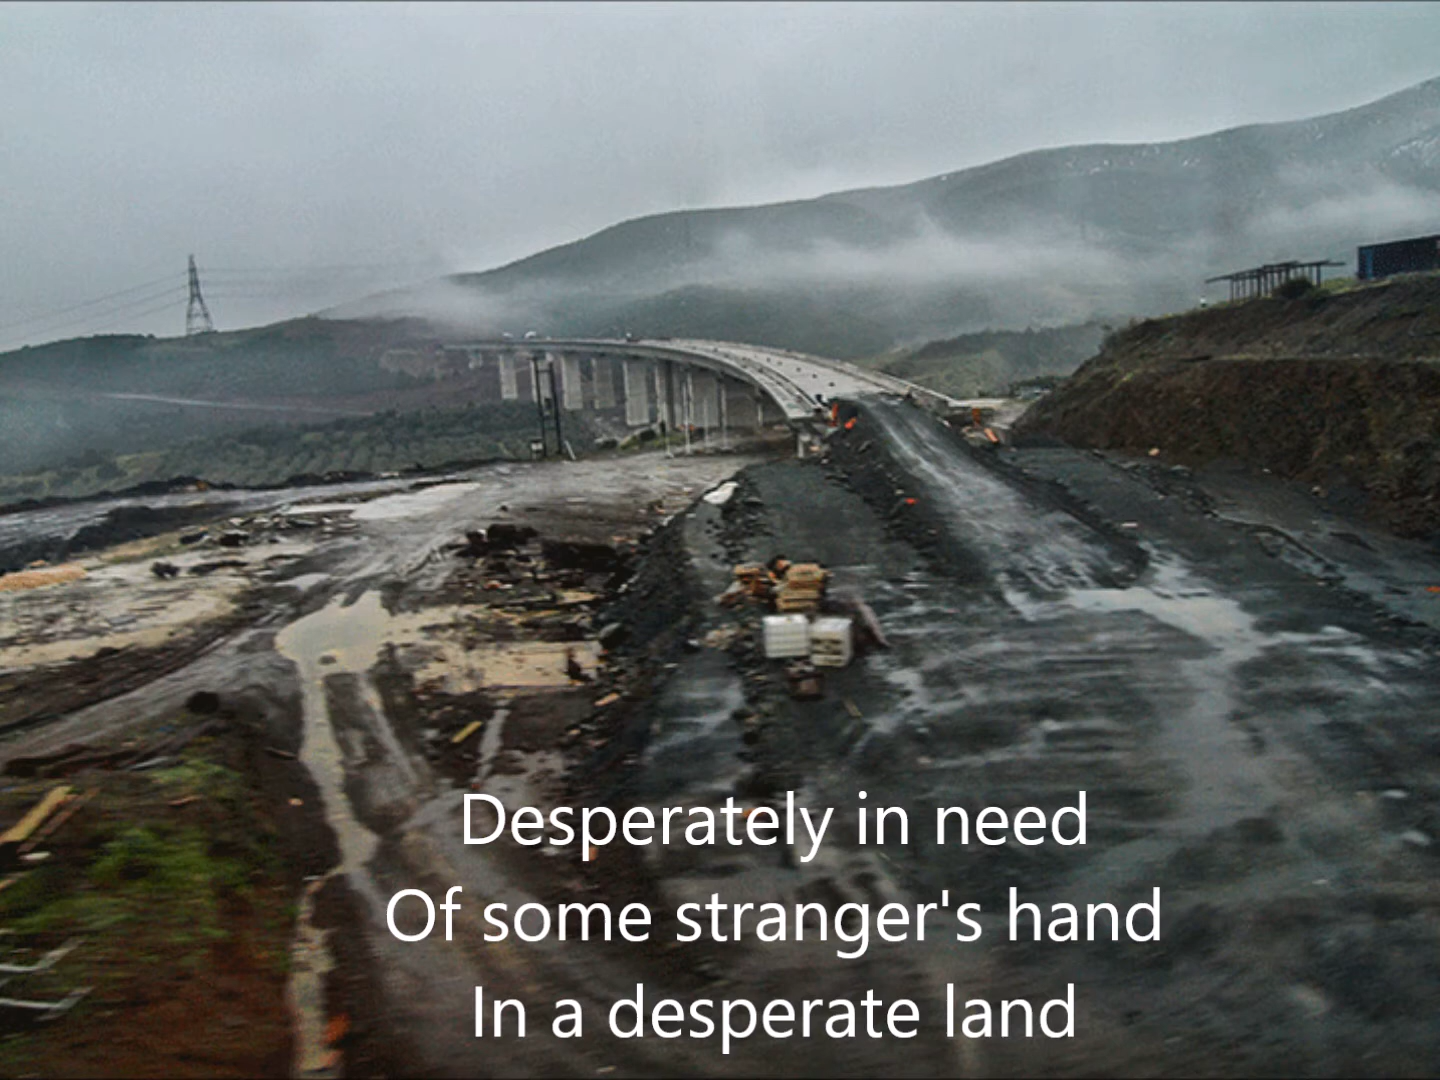 Desperately in need
Of some stranger's hand
In a desperate land